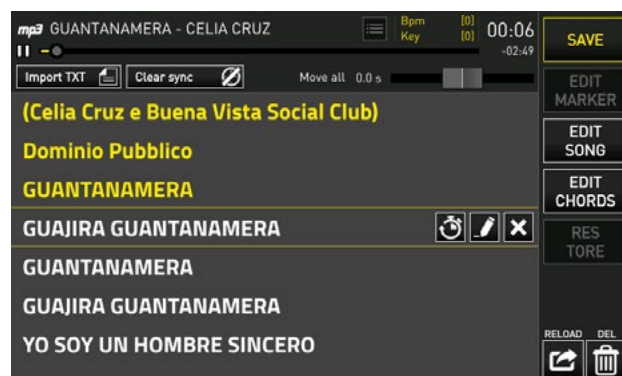 mp3 GUANTANAMERA - CELIA CRUZ
Bpm [0]
Key [0]
00:06
-02:49
SAVE
Import TXT
Clear sync
Move all 0.0 s
EDIT MARKER
(Celia Cruz e Buena Vista Social Club)
Dominio Pubblico
EDIT SONG
GUANTANAMERA
EDIT CHORDS
GUAJIRA GUANTANAMERA
RES TORE
GUANTANAMERA
GUAJIRA GUANTANAMERA
YO SOY UN HOMBRE SINCERO
RELOAD DEL